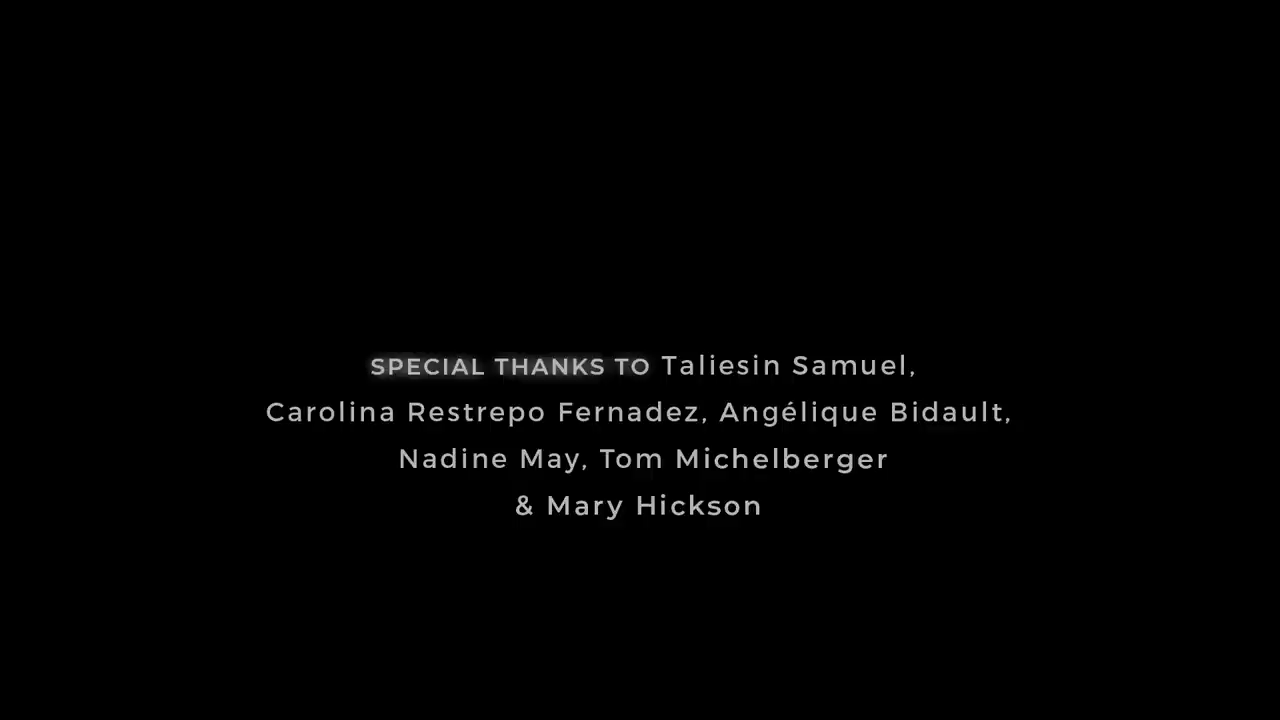 SPECIAL THANKS TO Taliesin Samuel,
Carolina Restrepo Fernadez, Angélique Bidault,
Nadine May, Tom Michelberger
& Mary Hickson